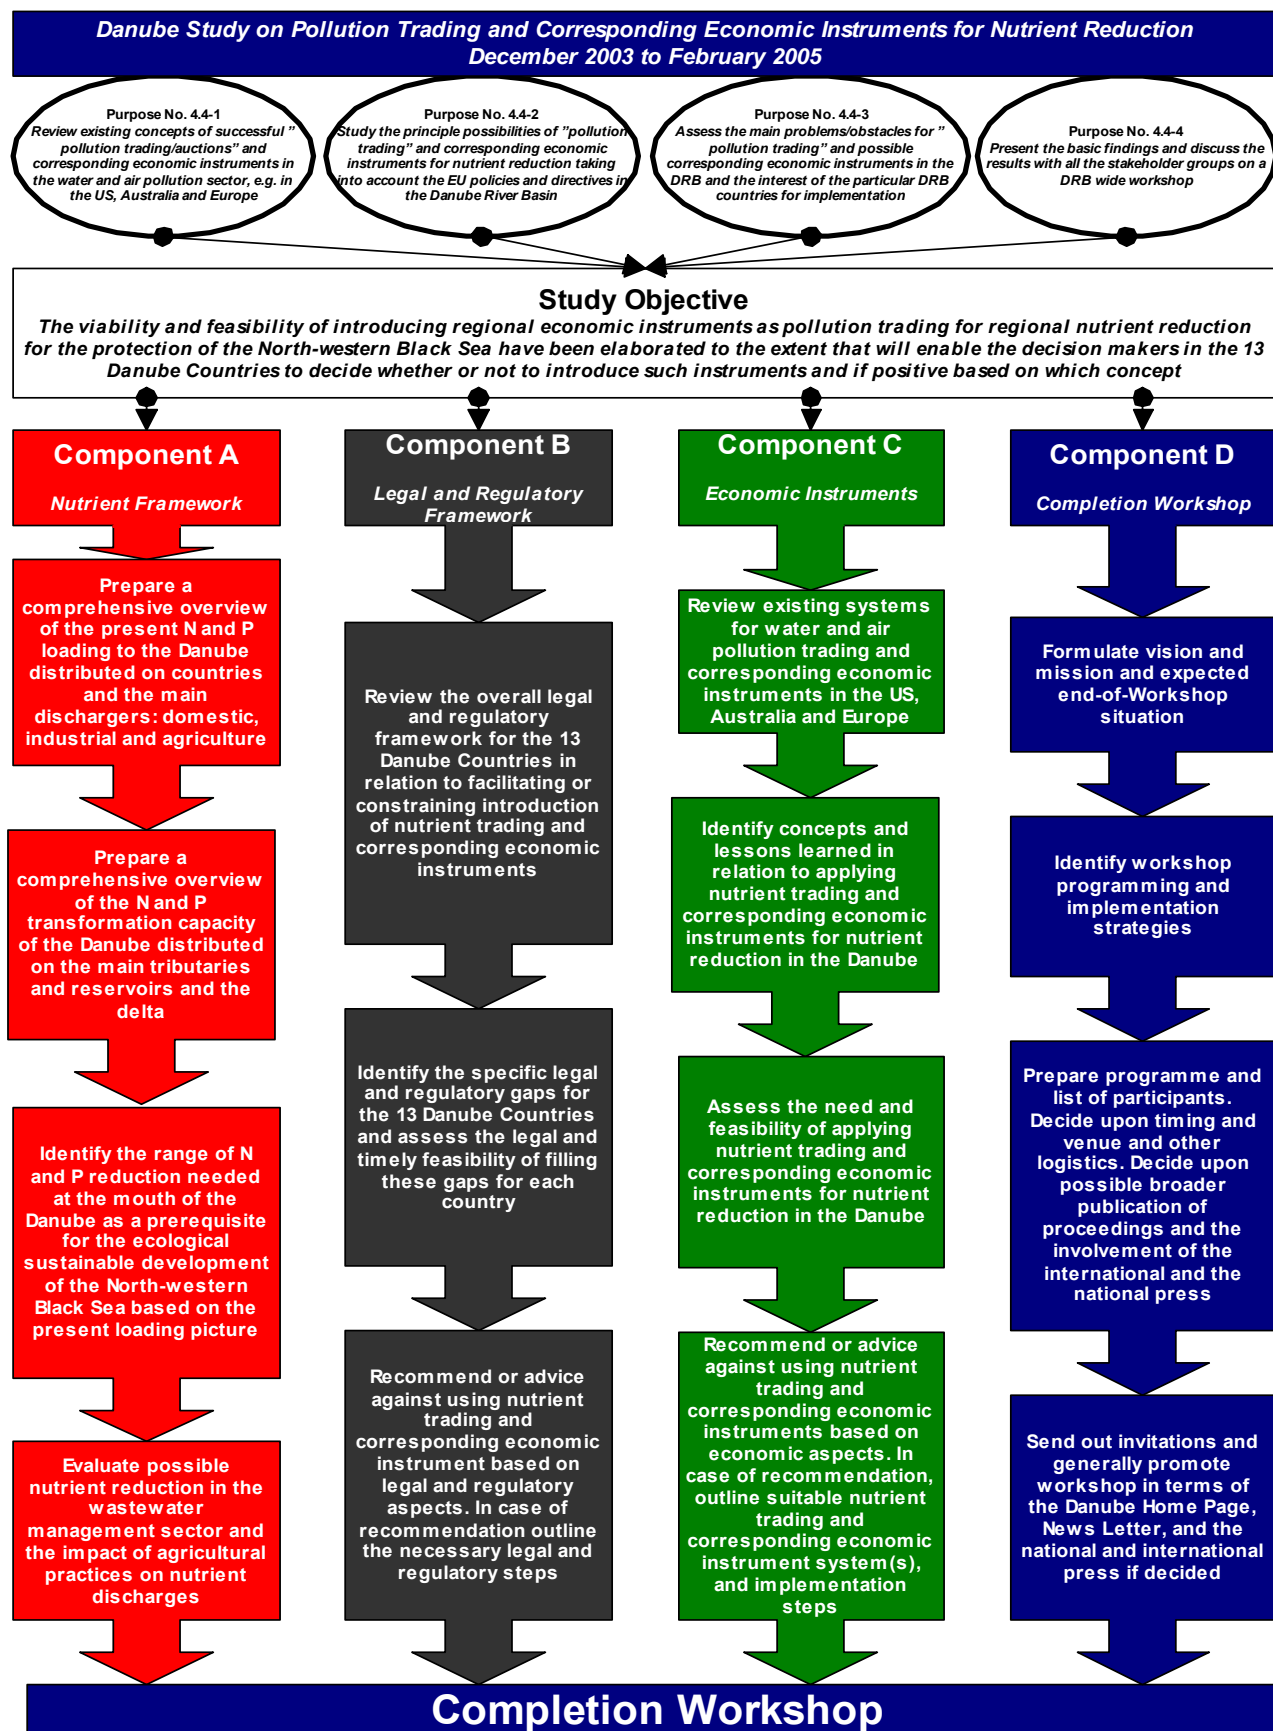 Danube Study on Pollution Trading and Corresponding Economic Instruments for Nutrient Reduction
December 2003 to February 2005
Purpose No. 4.4-1
Review existing concepts of successful ”
pollution trading/auctions” and
corresponding economic instruments in
the water and air pollution sector, e.g. in
the US, Australia and Europe
Purpose No. 4.4-2
Study the principle possibilities of ”pollution
trading” and corresponding economic
instruments for nutrient reduction taking
into account the EU policies and directives in
the Danube River Basin
Purpose No. 4.4-3
Assess the main problems/obstacles for ”
pollution trading” and possible
corresponding economic instruments in the
DRB and the interest of the particular DRB
countries for implementation
Purpose No. 4.4-4
Present the basic findings and discuss the
results with all the stakeholder groups on a
DRB wide workshop
Study Objective
The viability and feasibility of introducing regional economic instruments as pollution trading for regional nutrient reduction
for the protection of the North-western Black Sea have been elaborated to the extent that will enable the decision makers in the 13
Danube Countries to decide whether or not to introduce such instruments and if positive based on which concept
Component A
Nutrient Framework
Prepare a
comprehensive overview
of the present N and P
loading to the Danube
distributed on countries
and the main
dischargers: domestic,
industrial and agriculture
Prepare a
comprehensive overview
of the N and P
transformation capacity
of the Danube distributed
on the main tributaries
and reservoirs and the
delta
Identify the range of N
and P reduction needed
at the mouth of the
Danube as a prerequisite
for the ecological
sustainable development
of the North-western
Black Sea based on the
present loading picture
Evaluate possible
nutrient reduction in the
wastewater
management sector and
the impact of agricultural
practices on nutrient
discharges
Component B
Legal and Regulatory
Framework
Review the overall legal
and regulatory
framework for the 13
Danube Countries in
relation to facilitating or
constraining introduction
of nutrient trading and
corresponding economic
instruments
Identify the specific legal
and regulatory gaps for
the 13 Danube Countries
and assess the legal and
timely feasibility of filling
these gaps for each
country
Recommend or advice
against using nutrient
trading and
corresponding economic
instrument based on
legal and regulatory
aspects. In case of
recommendation outline
the necessary legal and
regulatory steps
Component C
Economic Instruments
Review existing systems
for water and air
pollution trading and
corresponding economic
instruments in the US,
Australia and Europe
Identify concepts and
lessons learned in
relation to applying
nutrient trading and
corresponding economic
instruments for nutrient
reduction in the Danube
Assess the need and
feasibility of applying
nutrient trading and
corresponding economic
instruments for nutrient
reduction in the Danube
Recommend or advice
against using nutrient
trading and
corresponding economic
instruments based on
economic aspects. In
case of recommendation,
outline suitable nutrient
trading and
corresponding economic
instrument system(s),
and implementation
steps
Component D
Completion Workshop
Formulate vision and
mission and expected
end-of-Workshop
situation
Identify workshop
programming and
implementation
strategies
Prepare programme and
list of participants.
Decide upon timing and
venue and other
logistics. Decide upon
possible broader
publication of
proceedings and the
involvement of the
international and the
national press
Send out invitations and
generally promote
workshop in terms of
the Danube Home Page,
News Letter, and the
national and international
press if decided
Completion Workshop